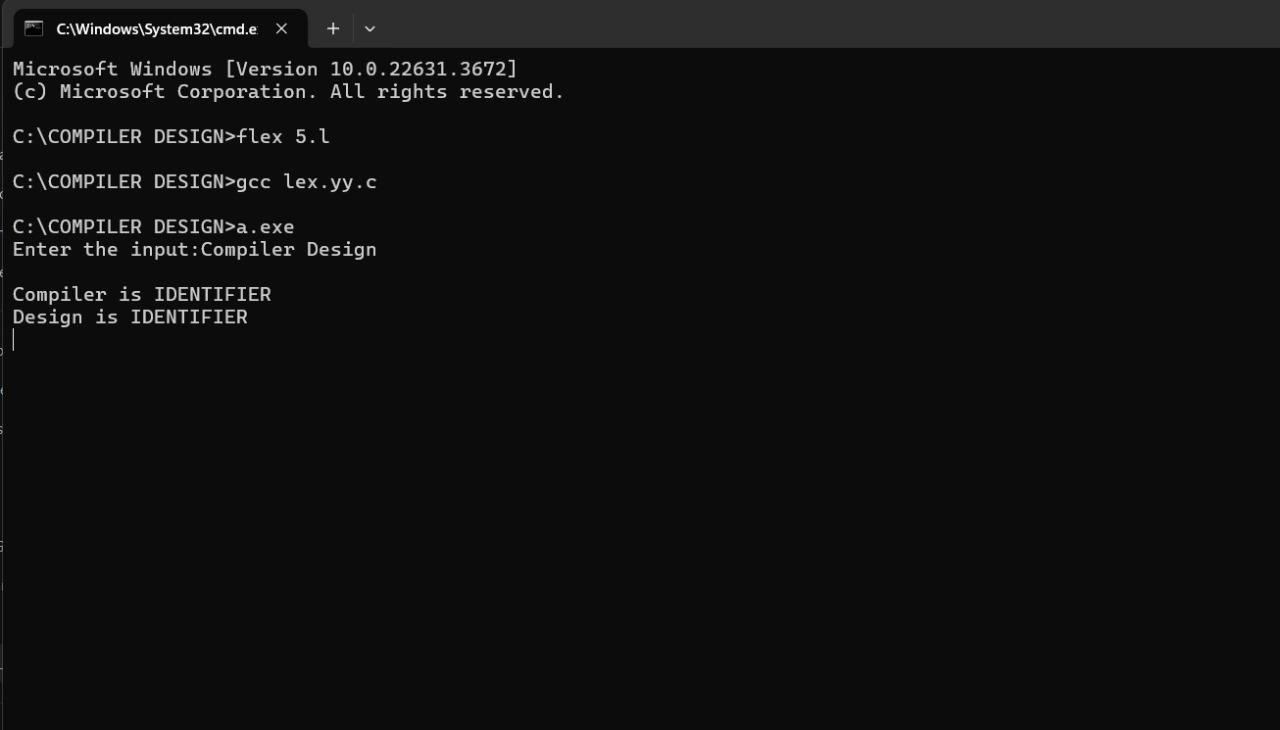 C:\Windows\System32\cmd.e
Microsoft Windows [Version 10.0.22631.3672]
(c) Microsoft Corporation. All rights reserved.
C:\COMPILER DESIGN>flex 5.l
C:\COMPILER DESIGN>gcc lex.yy.c
C:\COMPILER DESIGN>a.exe
Enter the input:Compiler Design
Compiler is IDENTIFIER
Design is IDENTIFIER